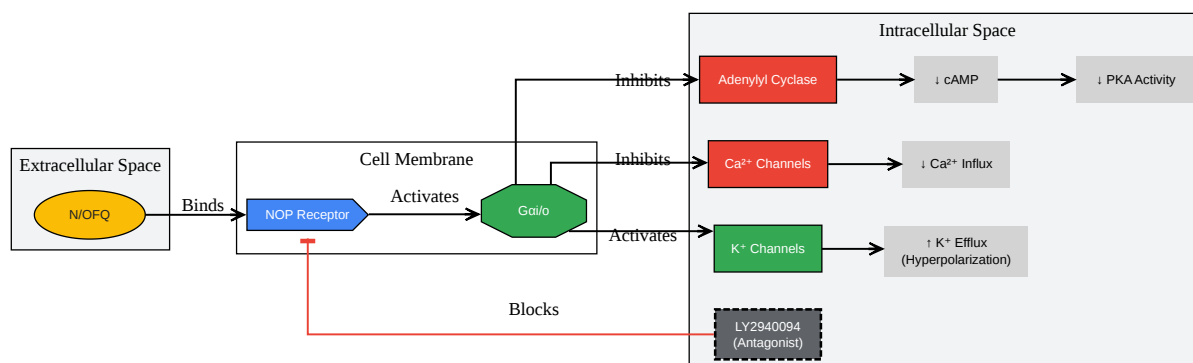 Intracellular Space
Inhibits
Adenylyl Cyclase
↓ cAMP
↓ PKA Activity
Extracellular Space
N/OFQ
Binds
Cell Membrane
NOP Receptor
Activates
Gαi/o
Inhibits
Ca²⁺ Channels
↓ Ca²⁺ Influx
Activates
K⁺ Channels
↑ K⁺ Efflux
(Hyperpolarization)
Blocks
LY2940094
(Antagonist)